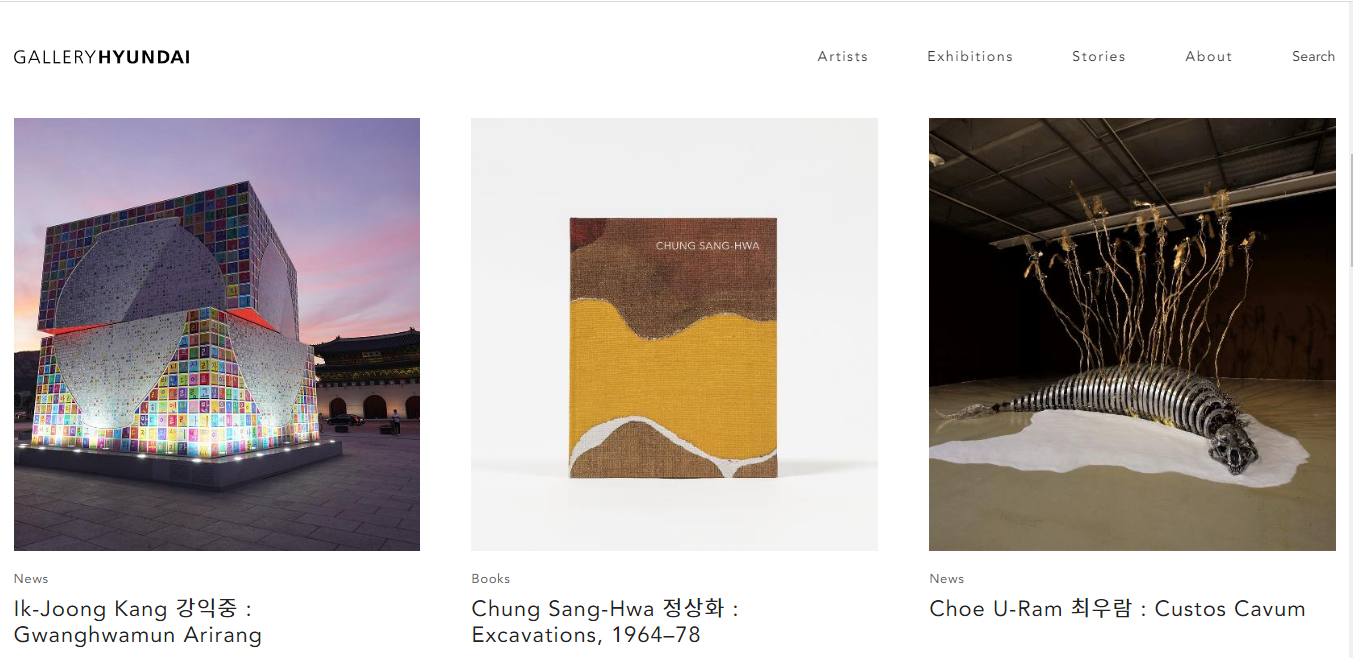 GALLERYHYUNDAI
Artists
Exhibitions
Stories
About
Search
CHUNG SANG-HWA
News
Ik-Joong Kang 강익중 :
Gwanghwamun Arirang
Books
Chung Sang-Hwa 정상화 :
Excavations, 1964–78
News
Choe U-Ram 최우람 : Custos Cavum